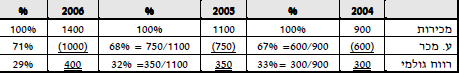 2004 % 2005 % 2006 %
מכירות 900 100% 1100 100% 1400 100%
ע. מכר (600) 67% =600/900 (750) 68% = 750/1100 (1000) 71%
רווח גולמי 300 33%= 300/900 350 32% =350/1100 400 29%